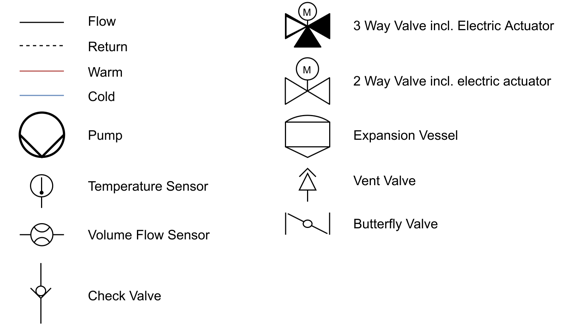 Flow
Return
Warm
Cold
Pump
Temperature Sensor
Volume Flow Sensor
Check Valve
M
3 Way Valve incl. Electric Actuator
M
2 Way Valve incl. electric actuator
Expansion Vessel
Vent Valve
Butterfly Valve